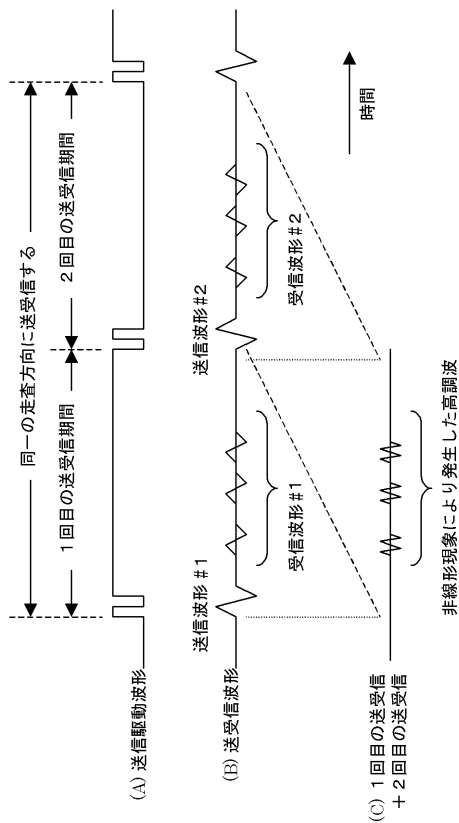 同一の走査方向に送受信する
1回目の送受信期間
2回目の送受信期間
(A) 送信駆動波形
送信波形＃1
送信波形＃2
(B) 送受信波形
受信波形＃1
受信波形＃2
時間
(C) 1回目の送受信
＋2回目の送受信
非線形現象により発生した高調波